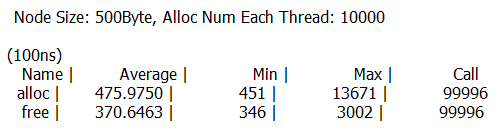 Node Size: 500Byte, Alloc Num Each Thread: 10000
(100ns)
Name | Average | Min | Max | Call
alloc | 475.9750 | 451 | 13671 | 99996
free | 370.6463 | 346 | 3002 | 99996